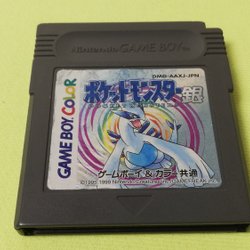 Nintendo GAME BOY
DMG-AAXJ-JPN
ポケットモンスター銀
GAME BOY COLOR
ゲームボーイ & カラー 共通